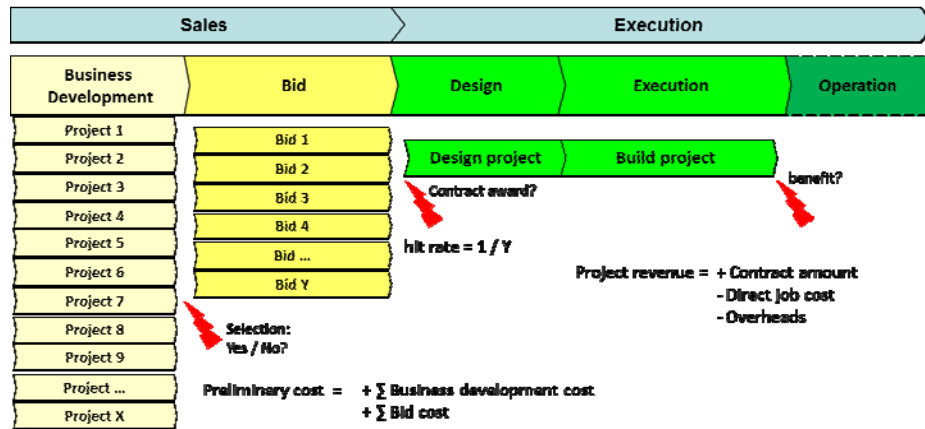 Sales
Execution
Business
Development
Bid
Design
Execution
Operation
Project 1
Project 2
Project 3
Project 4
Project 5
Project 6
Project 7
Project 8
Project 9
Project ...
Project X
Bid 1
Bid 2
Bid 3
Bid 4
Bid ...
Bid Y
Design project
Build project
Contract award?
benefit?
hit rate = 1 / Y
Project revenue = + Contract amount
- Direct job cost
- Overheads
Selection:
Yes / No?
Preliminary cost = + ∑ Business development cost
+ ∑ Bid cost